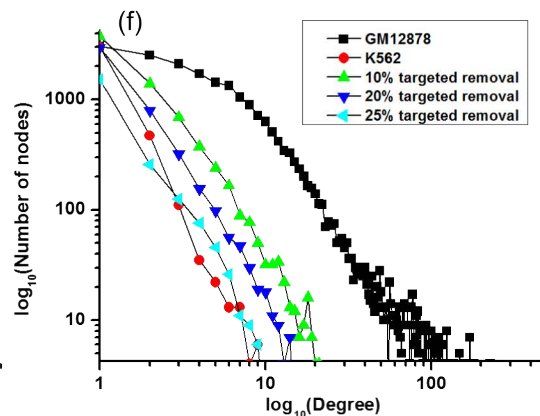 (f)
GM12878
K562
10% targeted removal
20% targeted removal
25% targeted removal
log10(Number of nodes)
1000
100
10
1
10
100
log10(Degree)